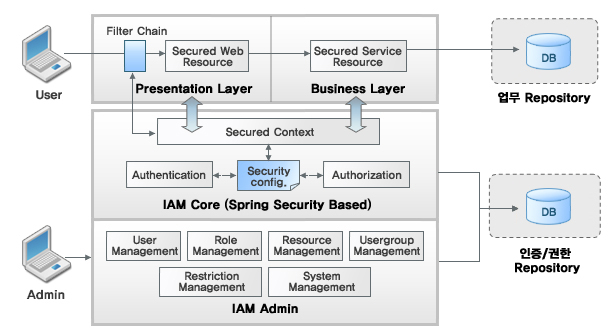 Filter Chain
Secured Web
Resource
Secured Service
Resource
DB
User
Presentation Layer
Business Layer
업무 Repository
Secured Context
Authentication
Security
config.
Authorization
IAM Core (Spring Security Based)
DB
인증/권한
Repository
User
Management
Role
Management
Resource
Management
Usergroup
Management
Restriction
Management
System
Management
Admin
IAM Admin